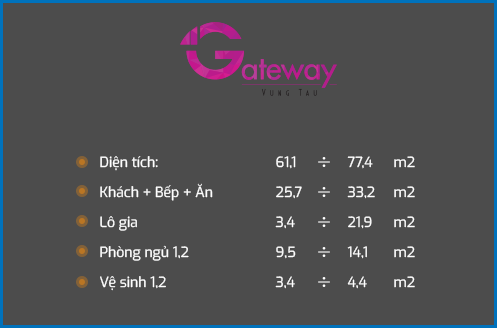 Gateway
VUNG TAU
Diện tích: 61,1 ÷ 77,4 m2
Khách + Bếp + Ăn 25,7 ÷ 33,2 m2
Lô gia 3,4 ÷ 21,9 m2
Phòng ngủ 1,2 9,5 ÷ 14,1 m2
Vệ sinh 1,2 3,4 ÷ 4,4 m2